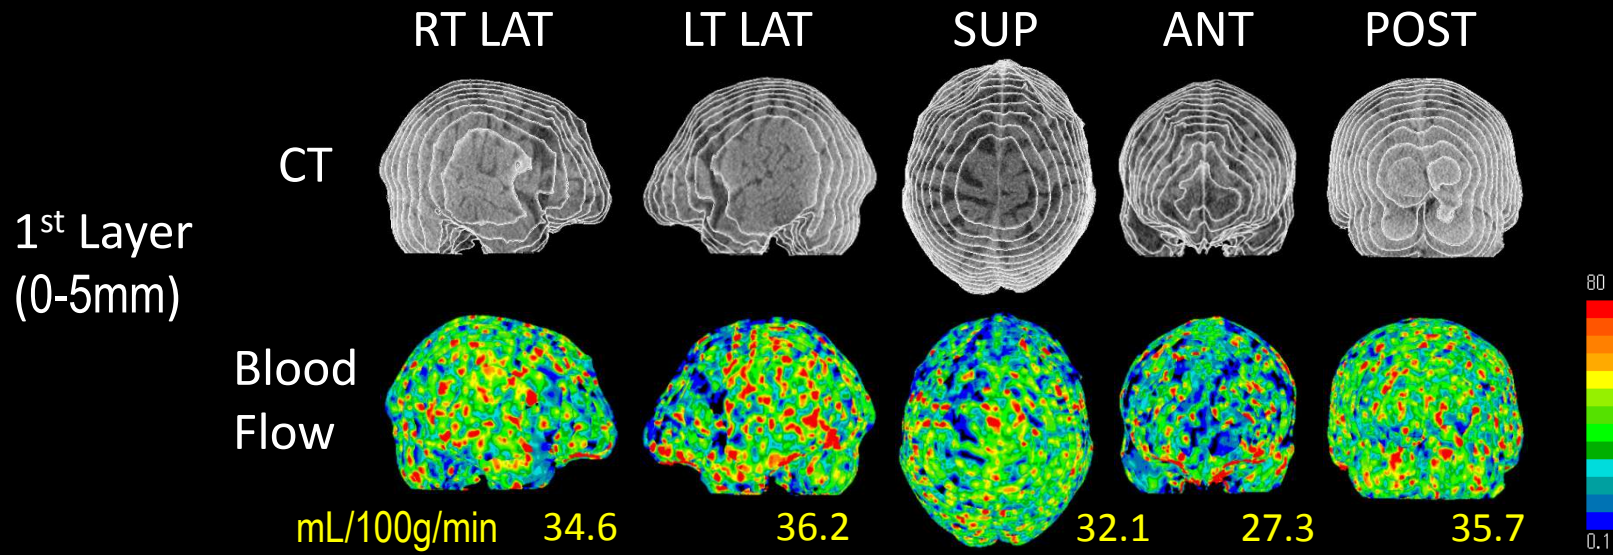 RT LAT LT LAT SUP ANT POST
CT
1st Layer
(0-5mm)
80
Blood
Flow
mL/100g/min 34.6 36.2 32.1 27.3 35.7
0.1